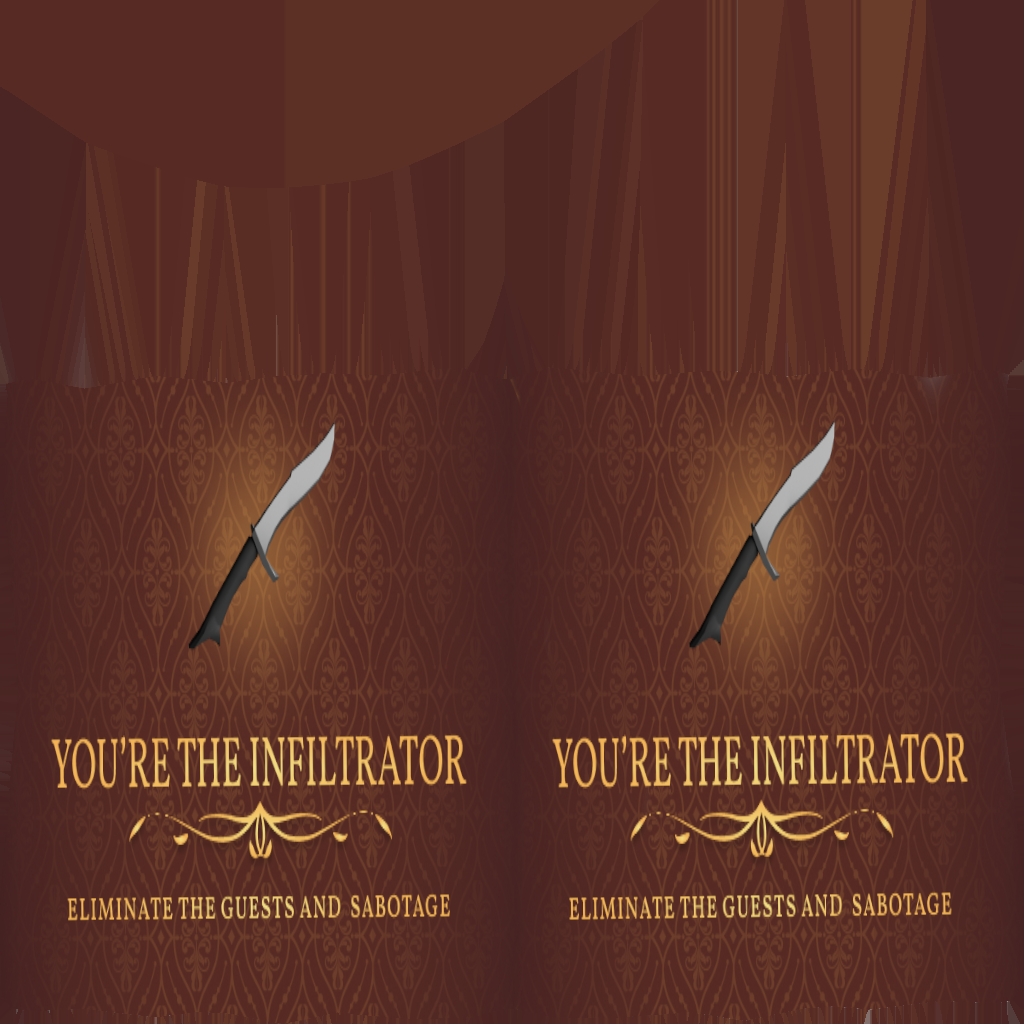 YOU'RE THE INFILTRATOR YOU'RE THE INFILTRATOR
ELIMINATE THE GUESTS AND SABOTAGE ELIMINATE THE GUESTS AND SABOTAGE